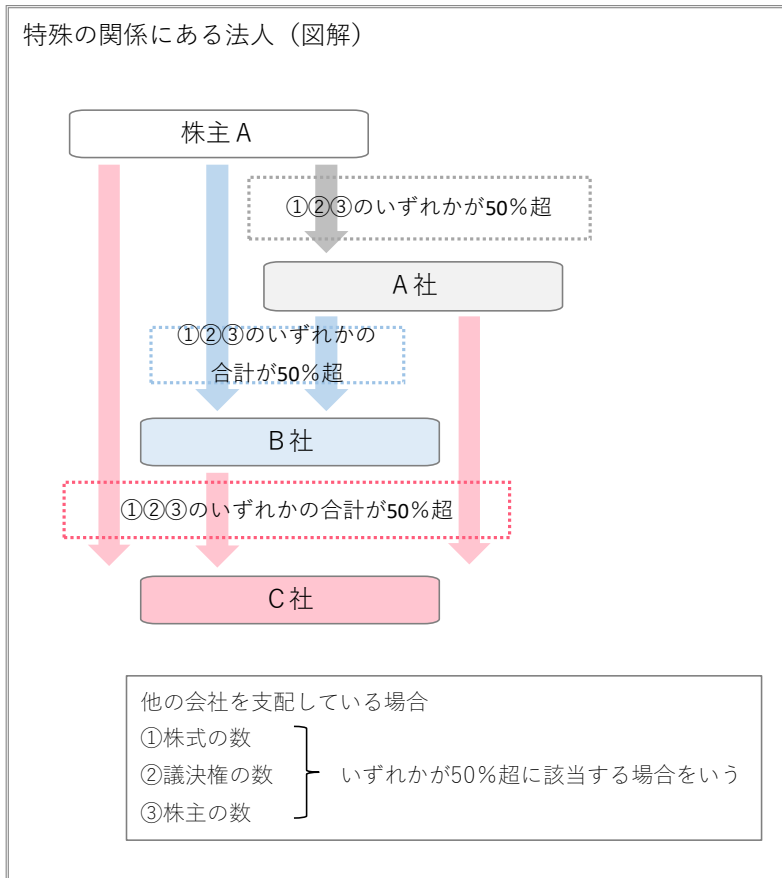 特殊の関係にある法人（図解）
株主Ａ
①②③のいずれかが50％超
Ａ社
①②③のいずれかの
合計が50％超
Ｂ社
①②③のいずれかの合計が50％超
Ｃ社
他の会社を支配している場合
①株式の数
②議決権の数 いずれかが50％超に該当する場合をいう
③株主の数